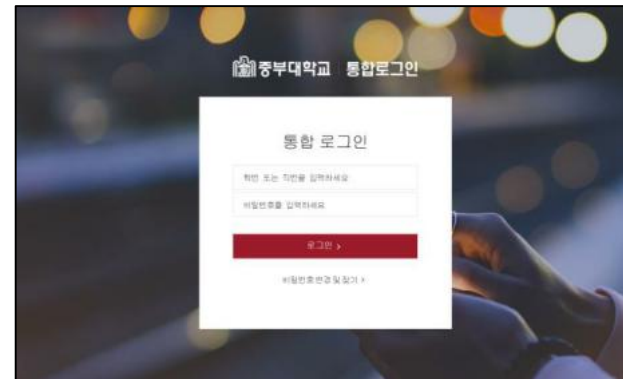 중부대학교 통합로그인
통합 로그인
학번 또는 직번을 입력하세요
비밀번호를 입력하세요
로그인 >
비밀번호변경 및 찾기 >